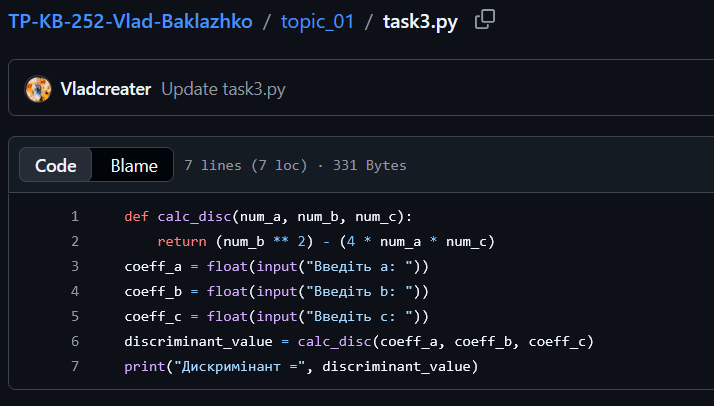 TP-KB-252-Vlad-Baklazhko / topic_01 / task3.py
Vladcreater Update task3.py
Code Blame 7 lines (7 loc) · 331 Bytes
1 def calc_disc(num_a, num_b, num_c):
2     return (num_b ** 2) - (4 * num_a * num_c)
3 coeff_a = float(input("Введіть a: "))
4 coeff_b = float(input("Введіть b: "))
5 coeff_c = float(input("Введіть c: "))
6 discriminant_value = calc_disc(coeff_a, coeff_b, coeff_c)
7 print("Дискримінант =", discriminant_value)